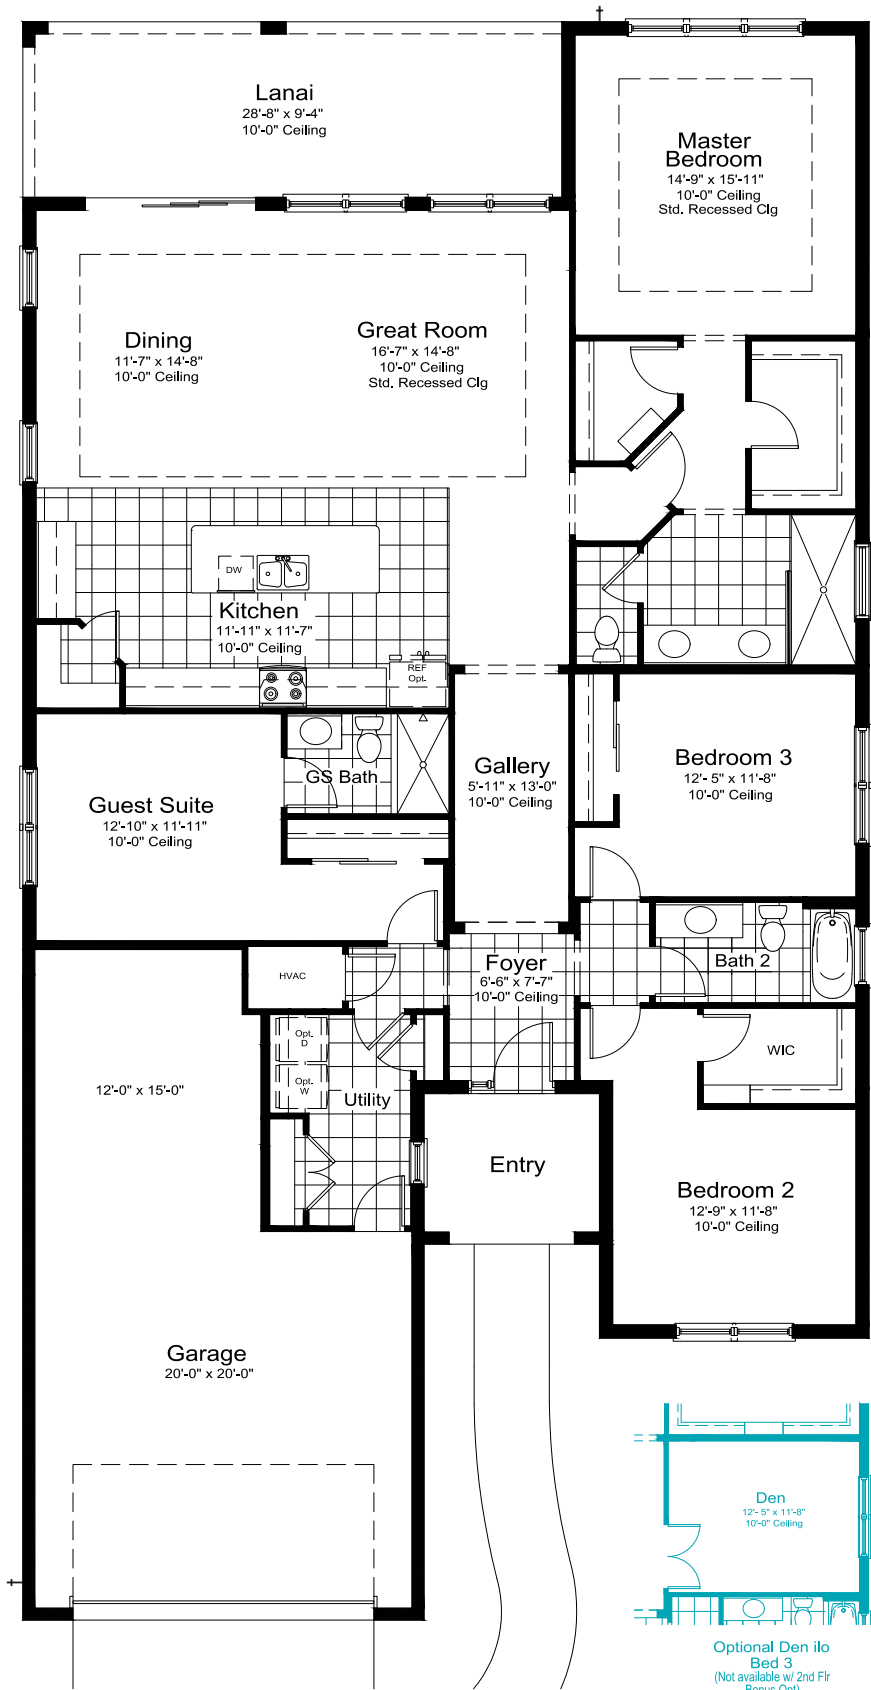 Lanai
28'-8" x 9'-4"
10'-0" Ceiling
Master
Bedroom
14'-9" x 15'-11"
10'-0" Ceiling
Std. Recessed Clg
Dining
11'-7" x 14'-8"
10'-0" Ceiling
Great Room
16'-7" x 14'-8"
10'-0" Ceiling
Std. Recessed Clg
DW
Kitchen
11'-11" x 11'-7"
10'-0" Ceiling
REF
Opt.
GS Bath
Gallery
5'-11" x 13'-0"
10'-0" Ceiling
Bedroom 3
12'- 5" x 11'-8"
10'-0" Ceiling
Guest Suite
12'-10" x 11'-11"
10'-0" Ceiling
HVAC
Foyer
6'-6" x 7'-7"
10'-0" Ceiling
Bath 2
Opt.
D
Opt.
W
Utility
WIC
12'-0" x 15'-0"
Entry
Bedroom 2
12'-9" x 11'-8"
10'-0" Ceiling
Garage
20'-0" x 20'-0"
Den
12'- 5" x 11'-8"
10'-0" Ceiling
Optional Den ilo
Bed 3
(Not available w/ 2nd Flr
Bonus Opt)